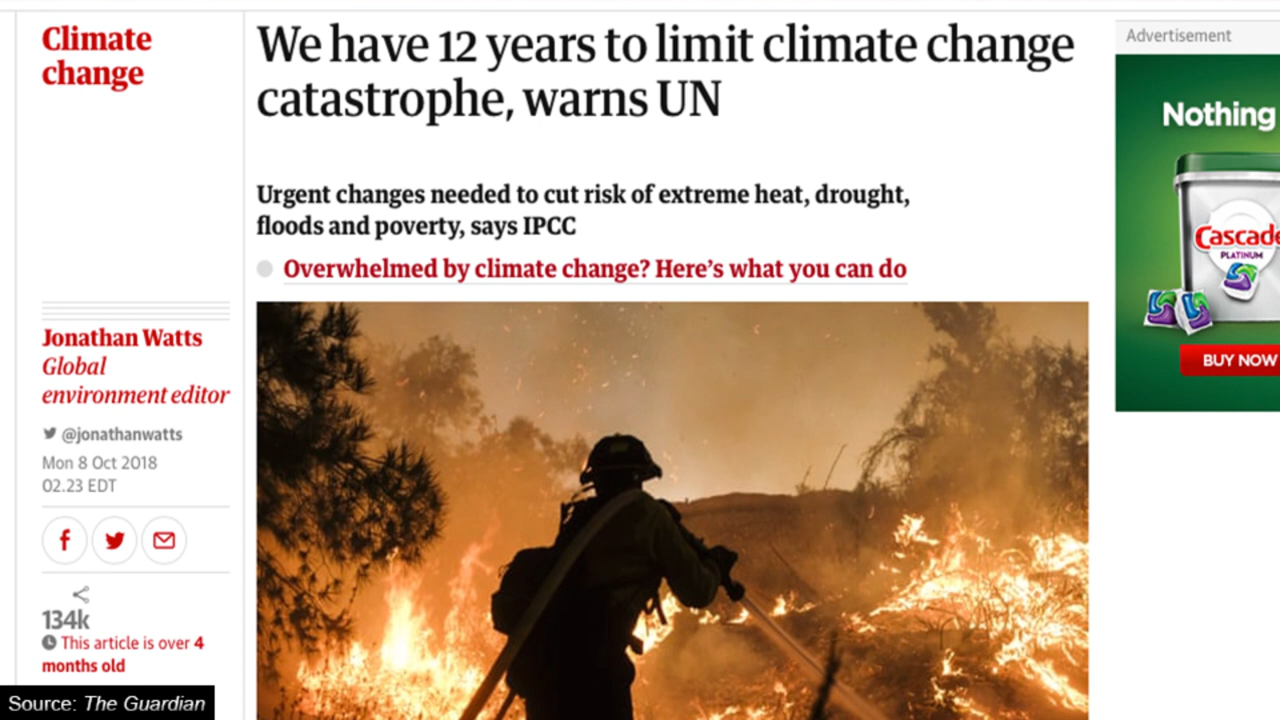 Climate
change
We have 12 years to limit climate change
catastrophe, warns UN
Urgent changes needed to cut risk of extreme heat, drought,
floods and poverty, says IPCC
Overwhelmed by climate change? Here's what you can do
Jonathan Watts
Global
environment editor
@jonathanwatts
Mon 8 Oct 2018
02.23 EDT
134k
This article is over 4
months old
Source: The Guardian
Advertisement
Nothing
Cascade
PLATINUM
BUY NOW